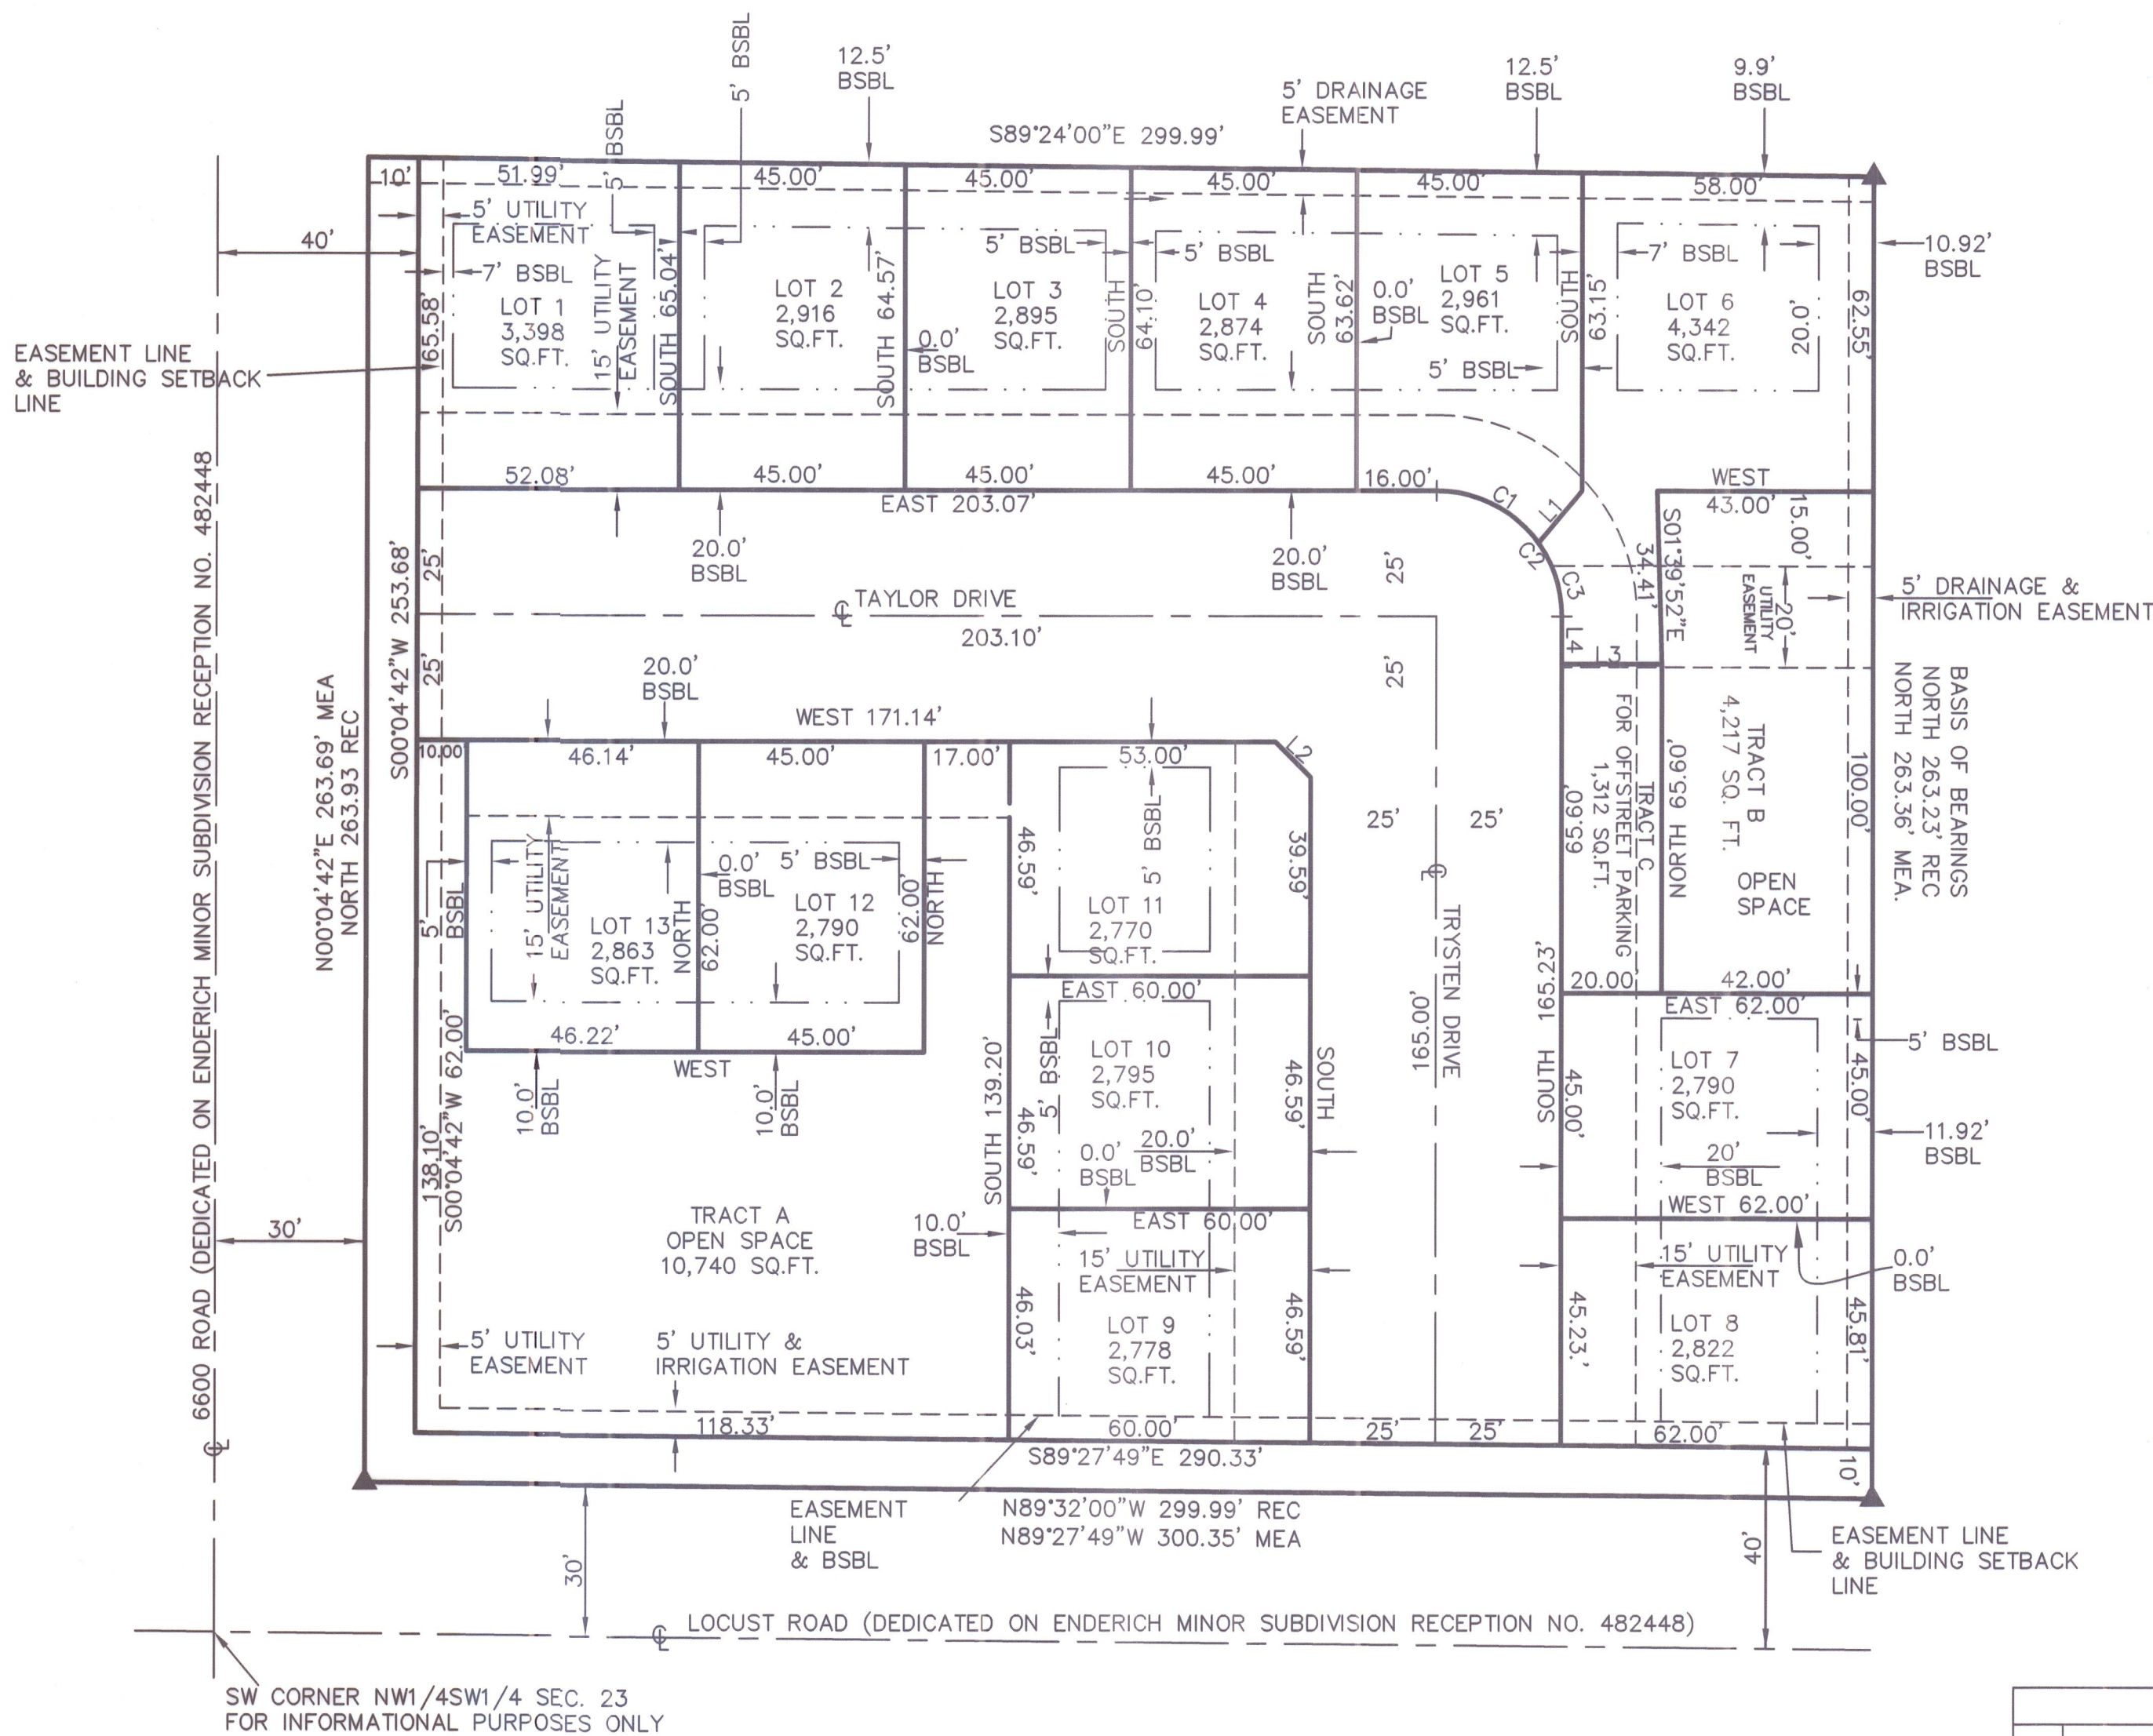 5' BSBL
12.5'
BSBL
5' BSBL
5' DRAINAGE
EASEMENT
12.5'
BSBL
9.9'
BSBL
S89°24'00"E 299.99'
10'
51.99'
5'
45.00'
45.00'
45.00'
45.00'
58.00'
40'
5' UTILITY
EASEMENT
7' BSBL
LOT 1
3,398
SQ.FT.
15' UTILITY
EASEMENT
65.58'
SOUTH 65.04'
LOT 2
2,916
SQ.FT.
SOUTH 64.57'
0.0'
BSBL
5' BSBL
LOT 3
2,895
SQ.FT.
SOUTH
64.10'
5' BSBL
LOT 4
2,874
SQ.FT.
SOUTH
63.62'
0.0'
BSBL
LOT 5
2,961
SQ.FT.
5' BSBL
SOUTH
63.15'
7' BSBL
LOT 6
4,342
SQ.FT.
20.0'
62.55'
10.92'
BSBL
EASEMENT LINE
& BUILDING SETBACK
LINE
52.08'
45.00'
45.00'
45.00'
16.00'
EAST 203.07'
C1
L1
C2
C3
L4
L3
WEST
43.00'
15.00'
S01°39'52"E
34.41'
20'
UTILITY
EASEMENT
5' DRAINAGE &
IRRIGATION EASEMENT
20.0'
BSBL
20.0'
BSBL
25'
25'
25'
25'
TAYLOR DRIVE
203.10'
S00°04'42"W 253.68'
N00°04'42"E 263.69' MEA
NORTH 263.93 REC
6600 ROAD (DEDICATED ON ENDERICH MINOR SUBDIVISION RECEPTION NO. 482448
BASIS OF BEARINGS
NORTH 263.23' REC
NORTH 263.36' MEA.
20.0'
BSBL
WEST 171.14'
10.00'
46.14'
45.00'
17.00'
53.00'
L2
5'
BSBL
15' UTILITY
EASEMENT
LOT 13
2,863
SQ.FT.
NORTH
62.00'
0.0'
BSBL
5' BSBL
LOT 12
2,790
SQ.FT.
62.00'
NORTH
46.59'
5' BSBL
LOT 11
2,770
SQ.FT.
39.59'
25'
25'
TRYSTEN DRIVE
165.00'
65.60'
TRACT C
FOR OFFSTREET PARKING
1,312 SQ.FT.
NORTH 65.60'
TRACT B
4,217 SQ. FT.
OPEN
SPACE
100.00'
20.00'
42.00'
EAST 62.00'
SOUTH 165.23'
46.22'
45.00'
WEST
10.0'
BSBL
10.0'
BSBL
S00°04'42"W 62.00'
138.10'
SOUTH 139.20'
EAST 60.00'
5' BSBL
LOT 10
2,795
SQ.FT.
46.59'
46.59'
SOUTH
0.0'
BSBL
20.0'
BSBL
EAST 60.00'
45.00'
LOT 7
2,790
SQ.FT.
20'
BSBL
45.00'
5' BSBL
11.92'
BSBL
WEST 62.00'
0.0'
BSBL
30'
TRACT A
OPEN SPACE
10,740 SQ.FT.
10.0'
BSBL
15' UTILITY
EASEMENT
46.03'
LOT 9
2,778
SQ.FT.
46.59'
15' UTILITY
EASEMENT
45.23.'
LOT 8
2,822
SQ.FT.
45.81'
5' UTILITY
EASEMENT
5' UTILITY &
IRRIGATION EASEMENT
118.33'
60.00'
25'
25'
62.00'
10'
S89°27'49"E 290.33'
EASEMENT
LINE
& BSBL
N89°32'00"W 299.99' REC
N89°27'49"W 300.35' MEA
30'
40'
EASEMENT LINE
& BUILDING SETBACK
LINE
LOCUST ROAD (DEDICATED ON ENDERICH MINOR SUBDIVISION RECEPTION NO. 482448)
SW CORNER NW1/4SW1/4 SEC. 23
FOR INFORMATIONAL PURPOSES ONLY